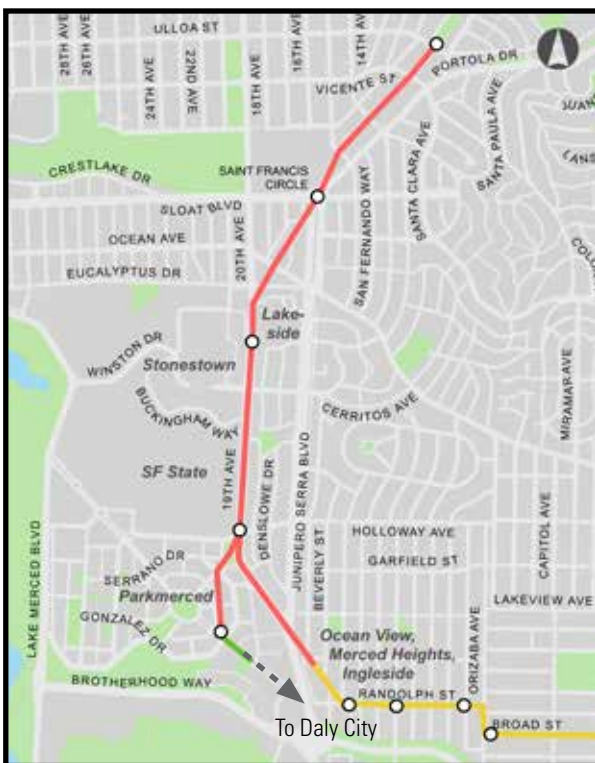 ULLOA ST
28TH AVE
26TH AVE
24TH AVE
22ND AVE
18TH AVE
16TH AVE
14TH AVE
VICENTE ST
PORTOLA DR
SANTA CLARA AVE
SANTA PAULA AVE
CRESTLAKE DR
SAINT FRANCIS
CIRCLE
SLOAT BLVD
OCEAN AVE
20TH AVE
EUCALYPTUS DR
SAN FERNANDO WAY
Lake-
side
WINSTON DR
Stonestown
BUCKINGHAM WAY
CERRITOS AVE
MIRAMAR AVE
SF State
19TH AVE
DENSLOWE DR
JUNIPERO SERRA BLVD
BEVERLY ST
HOLLOWAY AVE
GARFIELD ST
CAPITOL AVE
LAKE MERCED BLVD
SERRANO DR
Parkmerced
GONZALEZ DR
LAKEVIEW AVE
Ocean View,
Merced Heights,
Ingleside
ORIZABA AVE
BROTHERHOOD WAY
RANDOLPH ST
BROAD ST
To Daly City